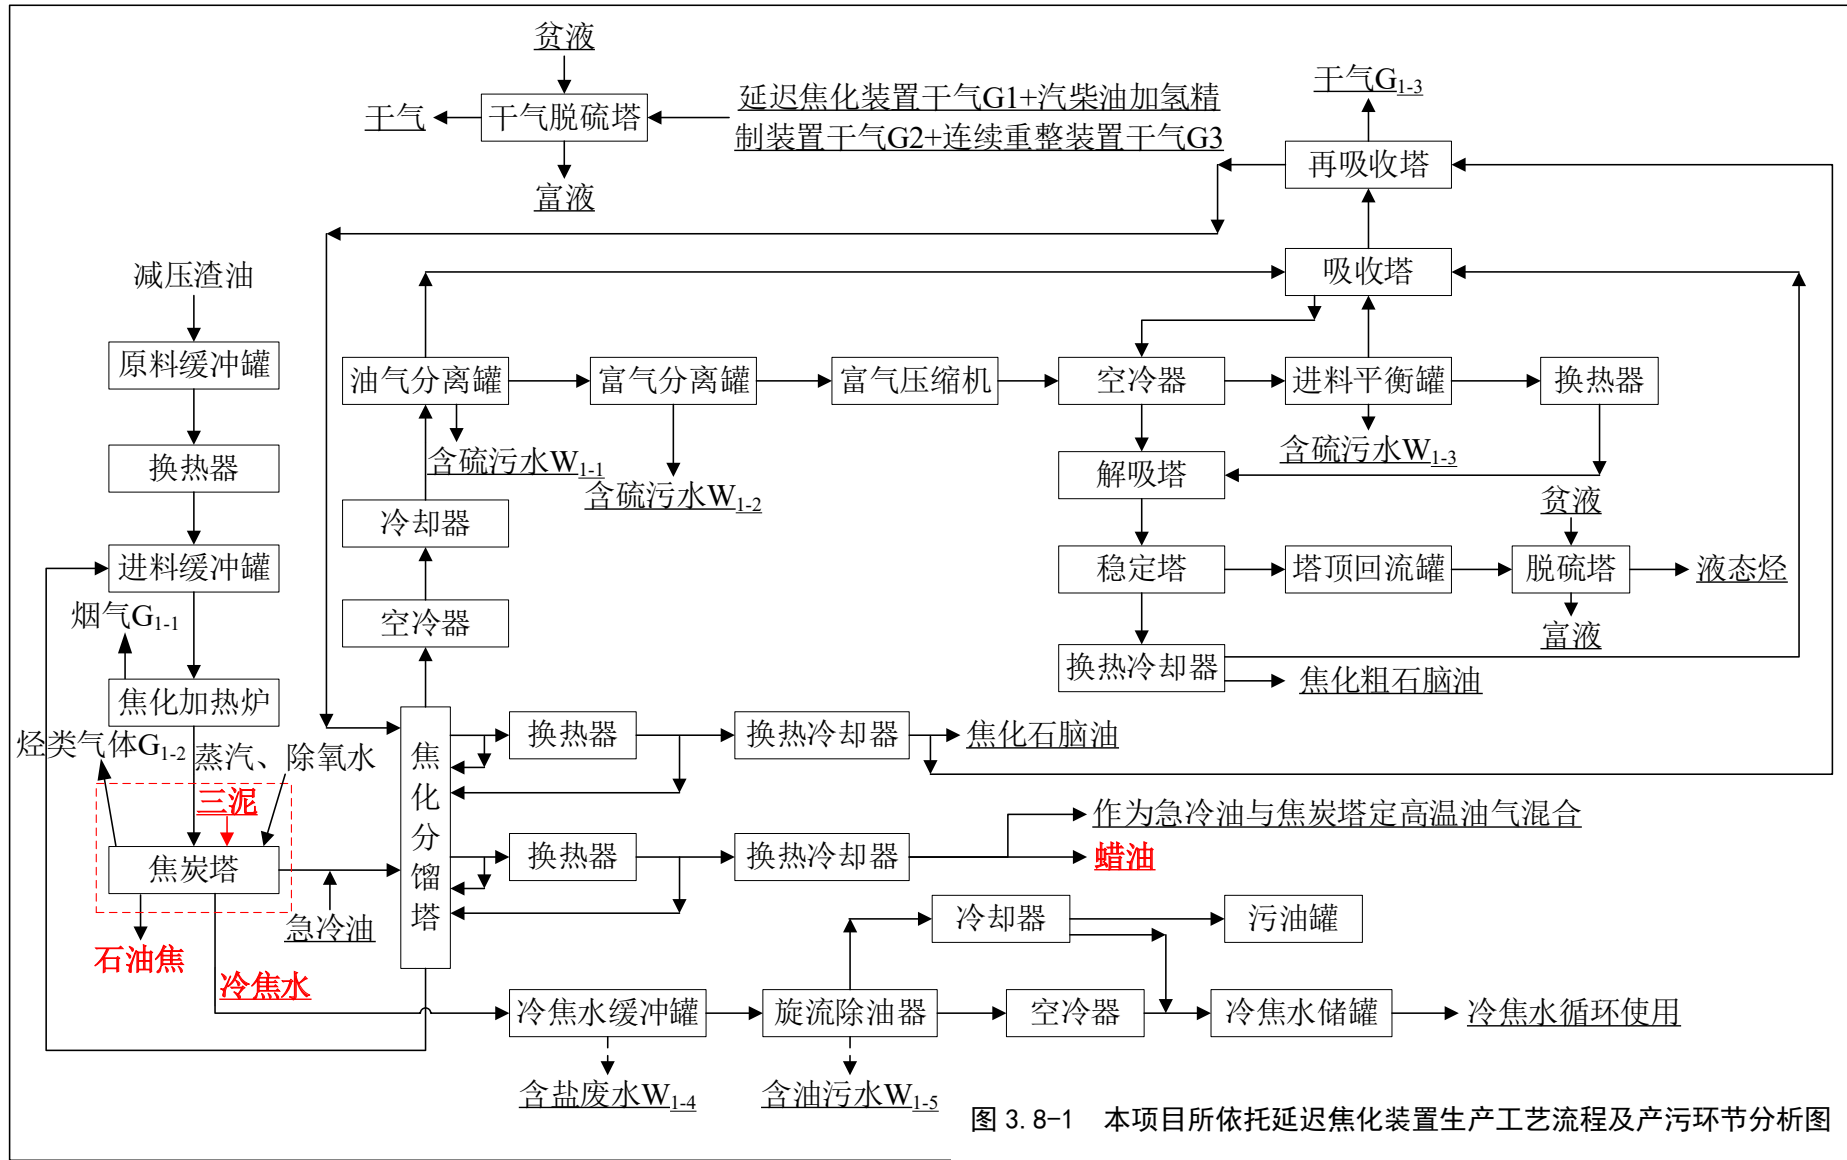 贫液
干气
干气脱硫塔
延迟焦化装置干气G1+汽柴油加氢精
制装置干气G2+连续重整装置干气G3
富液
干气G1-3
再吸收塔
吸收塔
减压渣油
原料缓冲罐
换热器
进料缓冲罐
烟气G1-1
焦化加热炉
烃类气体G1-2
蒸汽、除氧水
三泥
焦炭塔
急冷油
石油焦
冷焦水
油气分离罐
富气分离罐
富气压缩机
空冷器
进料平衡罐
换热器
含硫污水W1-1
含硫污水W1-2
含硫污水W1-3
冷却器
空冷器
解吸塔
贫液
稳定塔
塔顶回流罐
脱硫塔
液态烃
富液
换热冷却器
焦化粗石脑油
焦化分馏塔
换热器
换热冷却器
焦化石脑油
换热器
换热冷却器
作为急冷油与焦炭塔定高温油气混合
蜡油
冷却器
污油罐
冷焦水缓冲罐
旋流除油器
空冷器
冷焦水储罐
冷焦水循环使用
含盐废水W1-4
含油污水W1-5
图 3.8-1 本项目所依托延迟焦化装置生产工艺流程及产污环节分析图